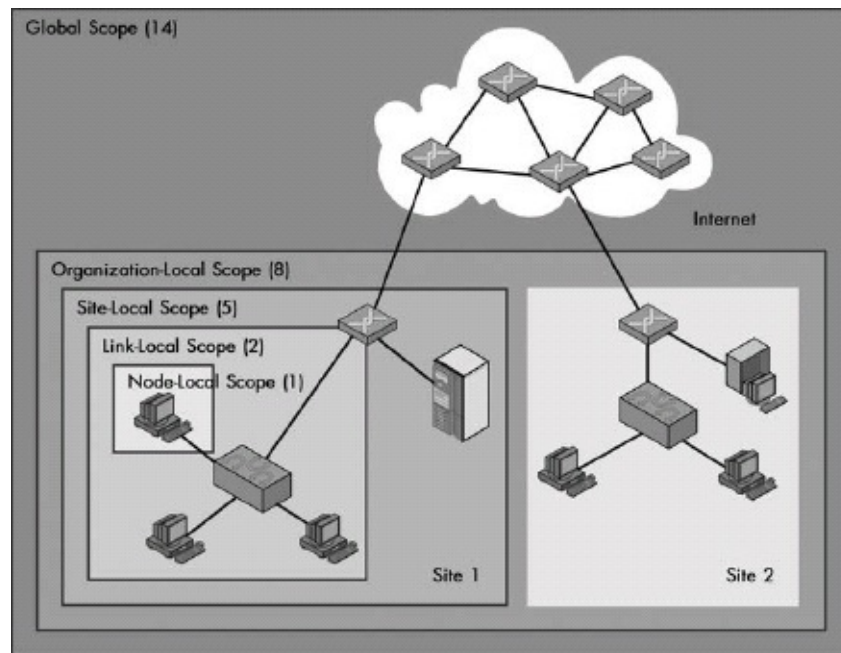 Global Scope (14)
Internet
Organization-Local Scope (8)
Site-Local Scope (5)
Link-Local Scope (2)
Node-Local Scope (1)
Site 1
Site 2